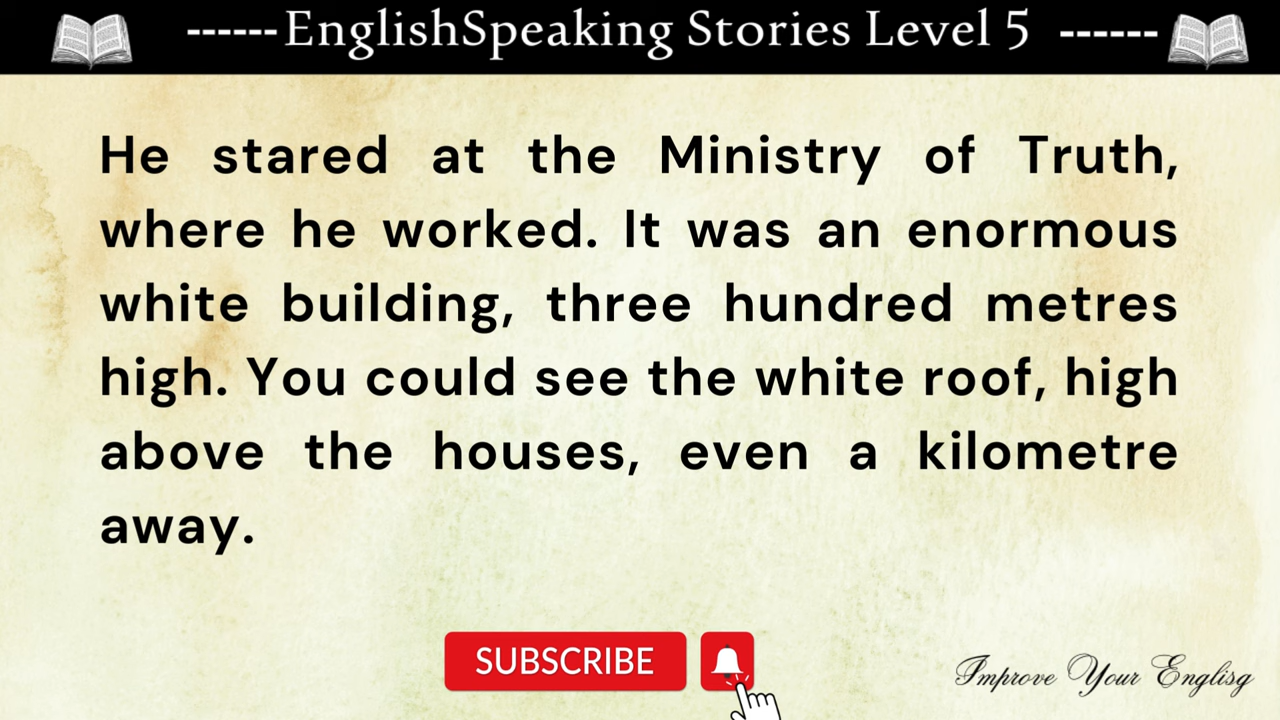 ------EnglishSpeaking Stories Level 5 ------
He stared at the Ministry of Truth,
where he worked. It was an enormous
white building, three hundred metres
high. You could see the white roof, high
above the houses, even a kilometre
away.
SUBSCRIBE
Improve Your Englisg